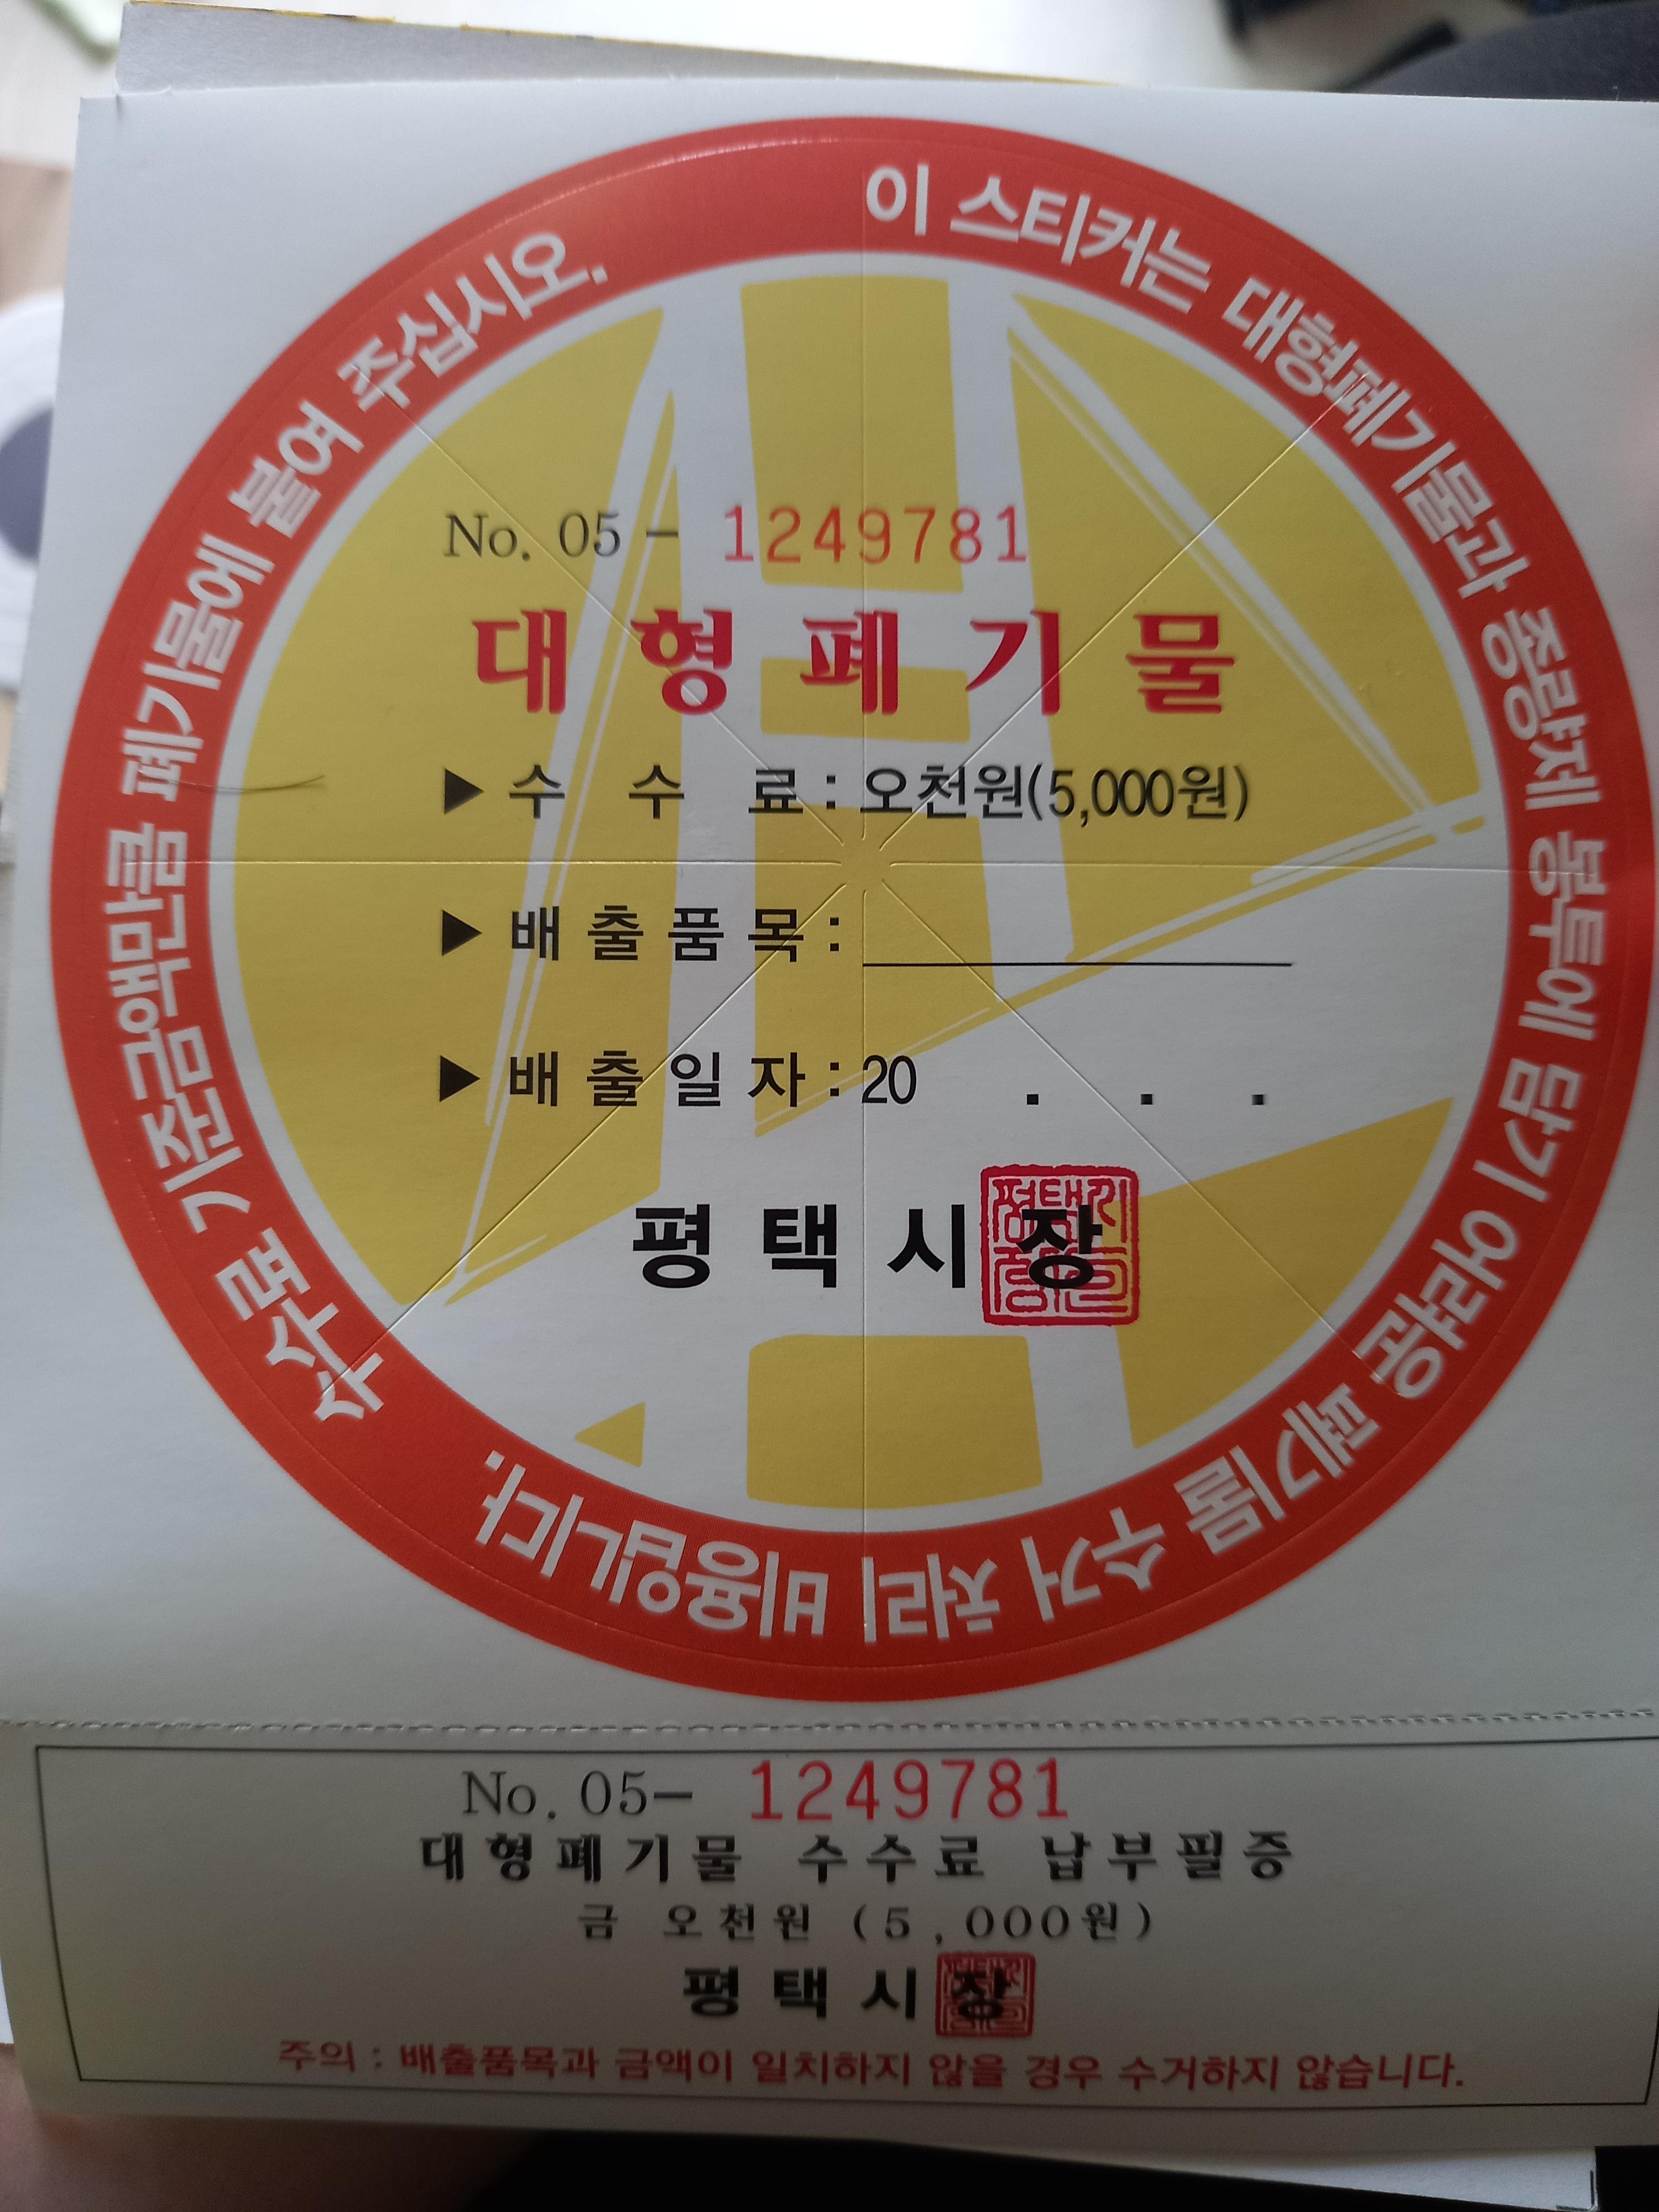 이 스티커는 대형폐기물과 종량제 봉투에 담기 어려운 폐기물 수거 처리 비용입니다.
수수료 기준금액만큼 폐기물에 붙여 주십시오.
No. 05 - 1249781
대형폐기물
▶ 수 수 료 : 오천원(5,000원)
▶ 배출품목 :
▶ 배출일자 : 20 . . .
평택시장
No. 05- 1249781
대형폐기물 수수료 납부필증
금 오천원 (5,000원)
평택시장
주의 : 배출품목과 금액이 일치하지 않을 경우 수거하지 않습니다.